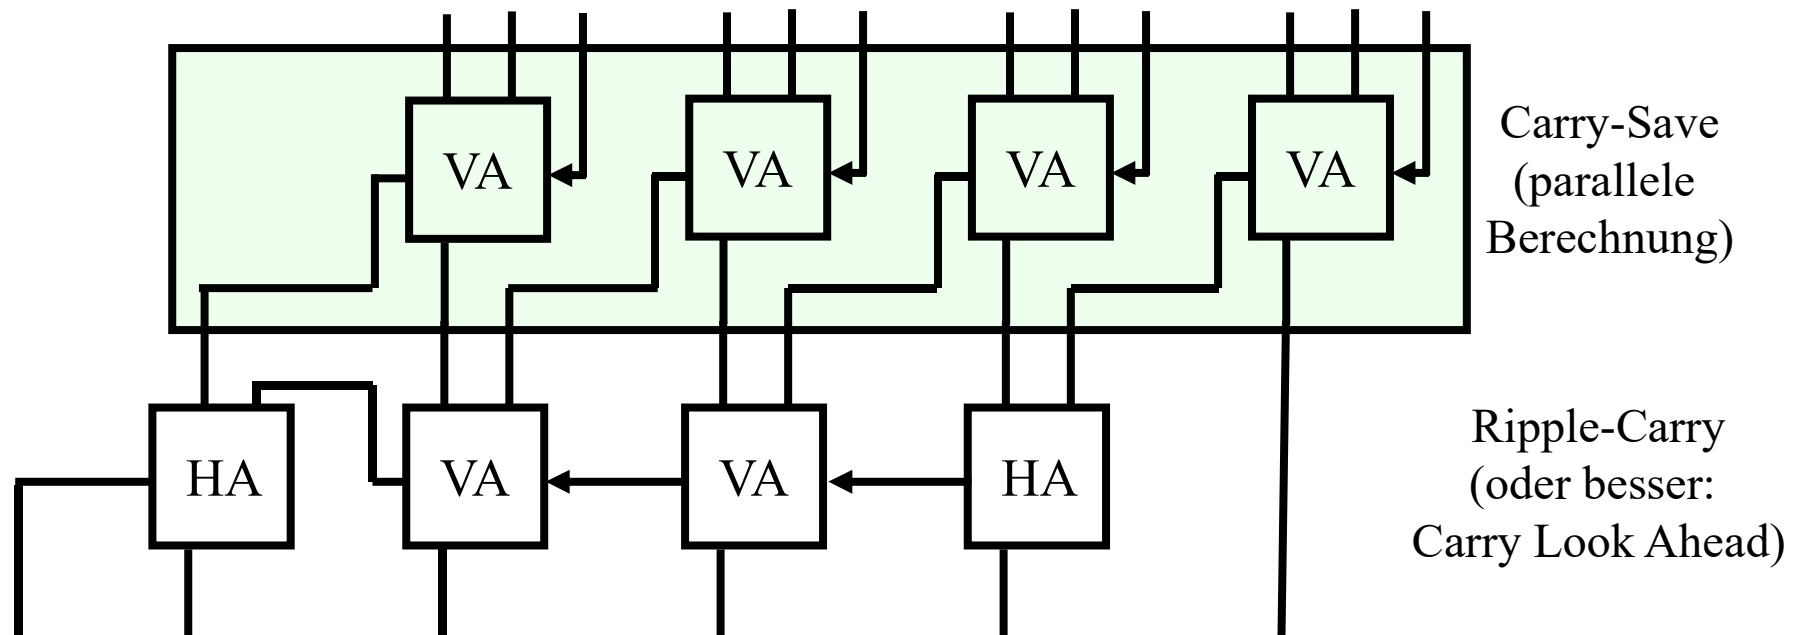 VA VA VA VA
Carry-Save
(parallele
Berechnung)
HA VA VA HA
Ripple-Carry
(oder besser:
Carry Look Ahead)